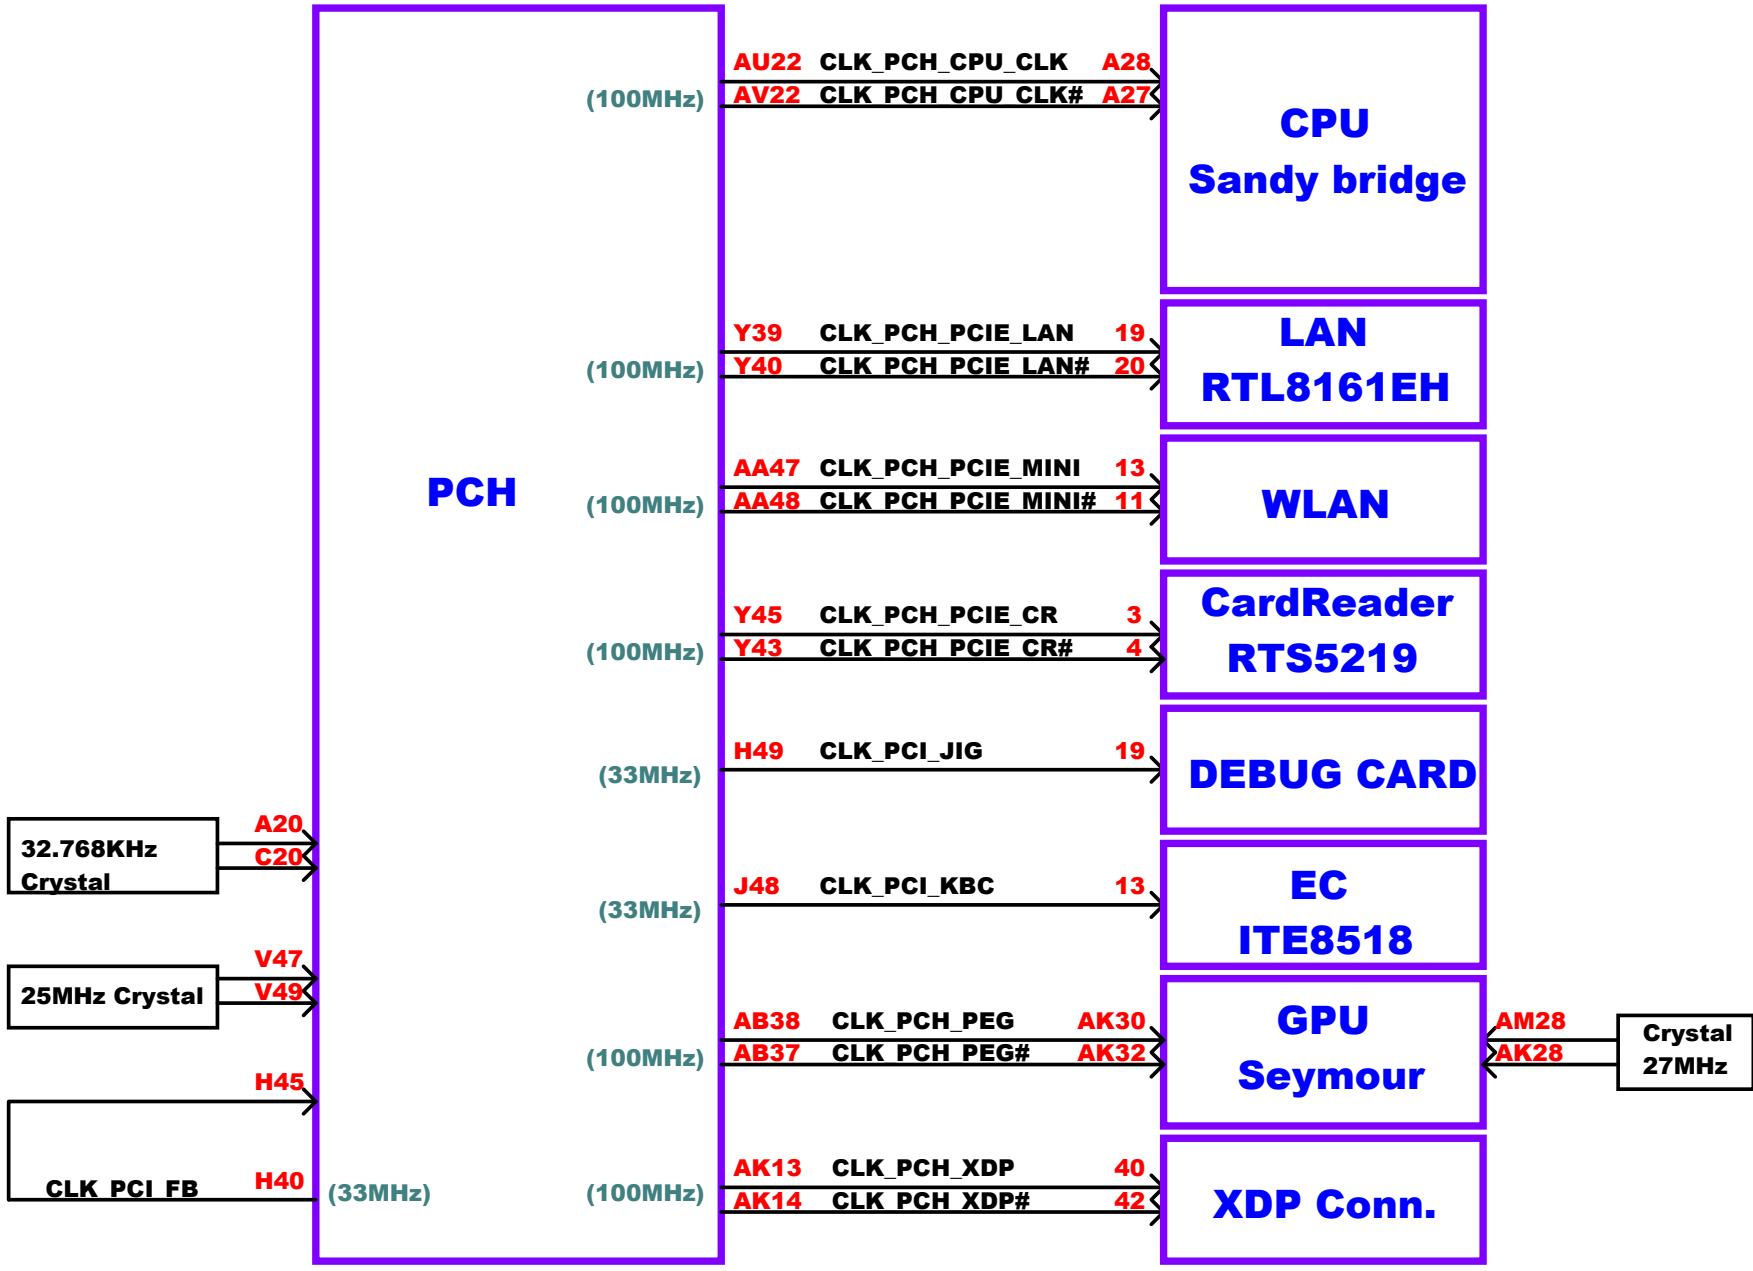 AU22 CLK_PCH_CPU_CLK A28
(100MHz) AV22 CLK_PCH_CPU_CLK# A27
CPU
Sandy bridge
Y39 CLK_PCH_PCIE_LAN 19
(100MHz) Y40 CLK_PCH_PCIE_LAN# 20
LAN
RTL8161EH
PCH
AA47 CLK_PCH_PCIE_MINI 13
(100MHz) AA48 CLK_PCH_PCIE_MINI# 11
WLAN
Y45 CLK_PCH_PCIE_CR 3
(100MHz) Y43 CLK_PCH_PCIE_CR# 4
CardReader
RTS5219
H49 CLK_PCI_JIG 19
(33MHz)
DEBUG CARD
A20
32.768KHz
Crystal
C20
J48 CLK_PCI_KBC 13
(33MHz)
EC
ITE8518
V47
25MHz Crystal
V49
AB38 CLK_PCH_PEG AK30
(100MHz) AB37 CLK_PCH_PEG# AK32
GPU
Seymour
AM28
AK28
Crystal
27MHz
H45
CLK_PCI_FB H40 (33MHz)
AK13 CLK_PCH_XDP 40
(100MHz) AK14 CLK_PCH_XDP# 42
XDP Conn.